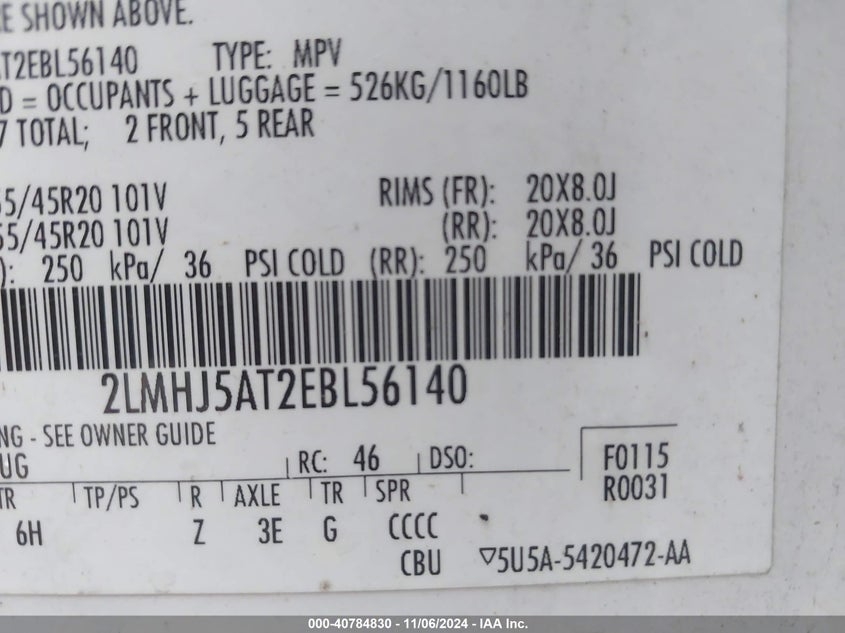 E SHOWN ABOVE.
AT2EBL56140 TYPE: MPV
D = OCCUPANTS + LUGGAGE = 526KG/1160LB
7 TOTAL; 2 FRONT, 5 REAR
55/45R20 101V RIMS (FR): 20X8.0J
55/45R20 101V (RR): 20X8.0J
): 250 kPa/ 36 PSI COLD (RR): 250 kPa/ 36 PSI COLD
2LMHJ5AT2EBL56140
NG - SEE OWNER GUIDE
UG RC: 46 DSO: F0115
TR TP/PS R AXLE TR SPR R0031
6H Z 3E G CCCC
CBU ▽5U5A-5420472-AA
000-40784830 - 11/06/2024 - IAA Inc.